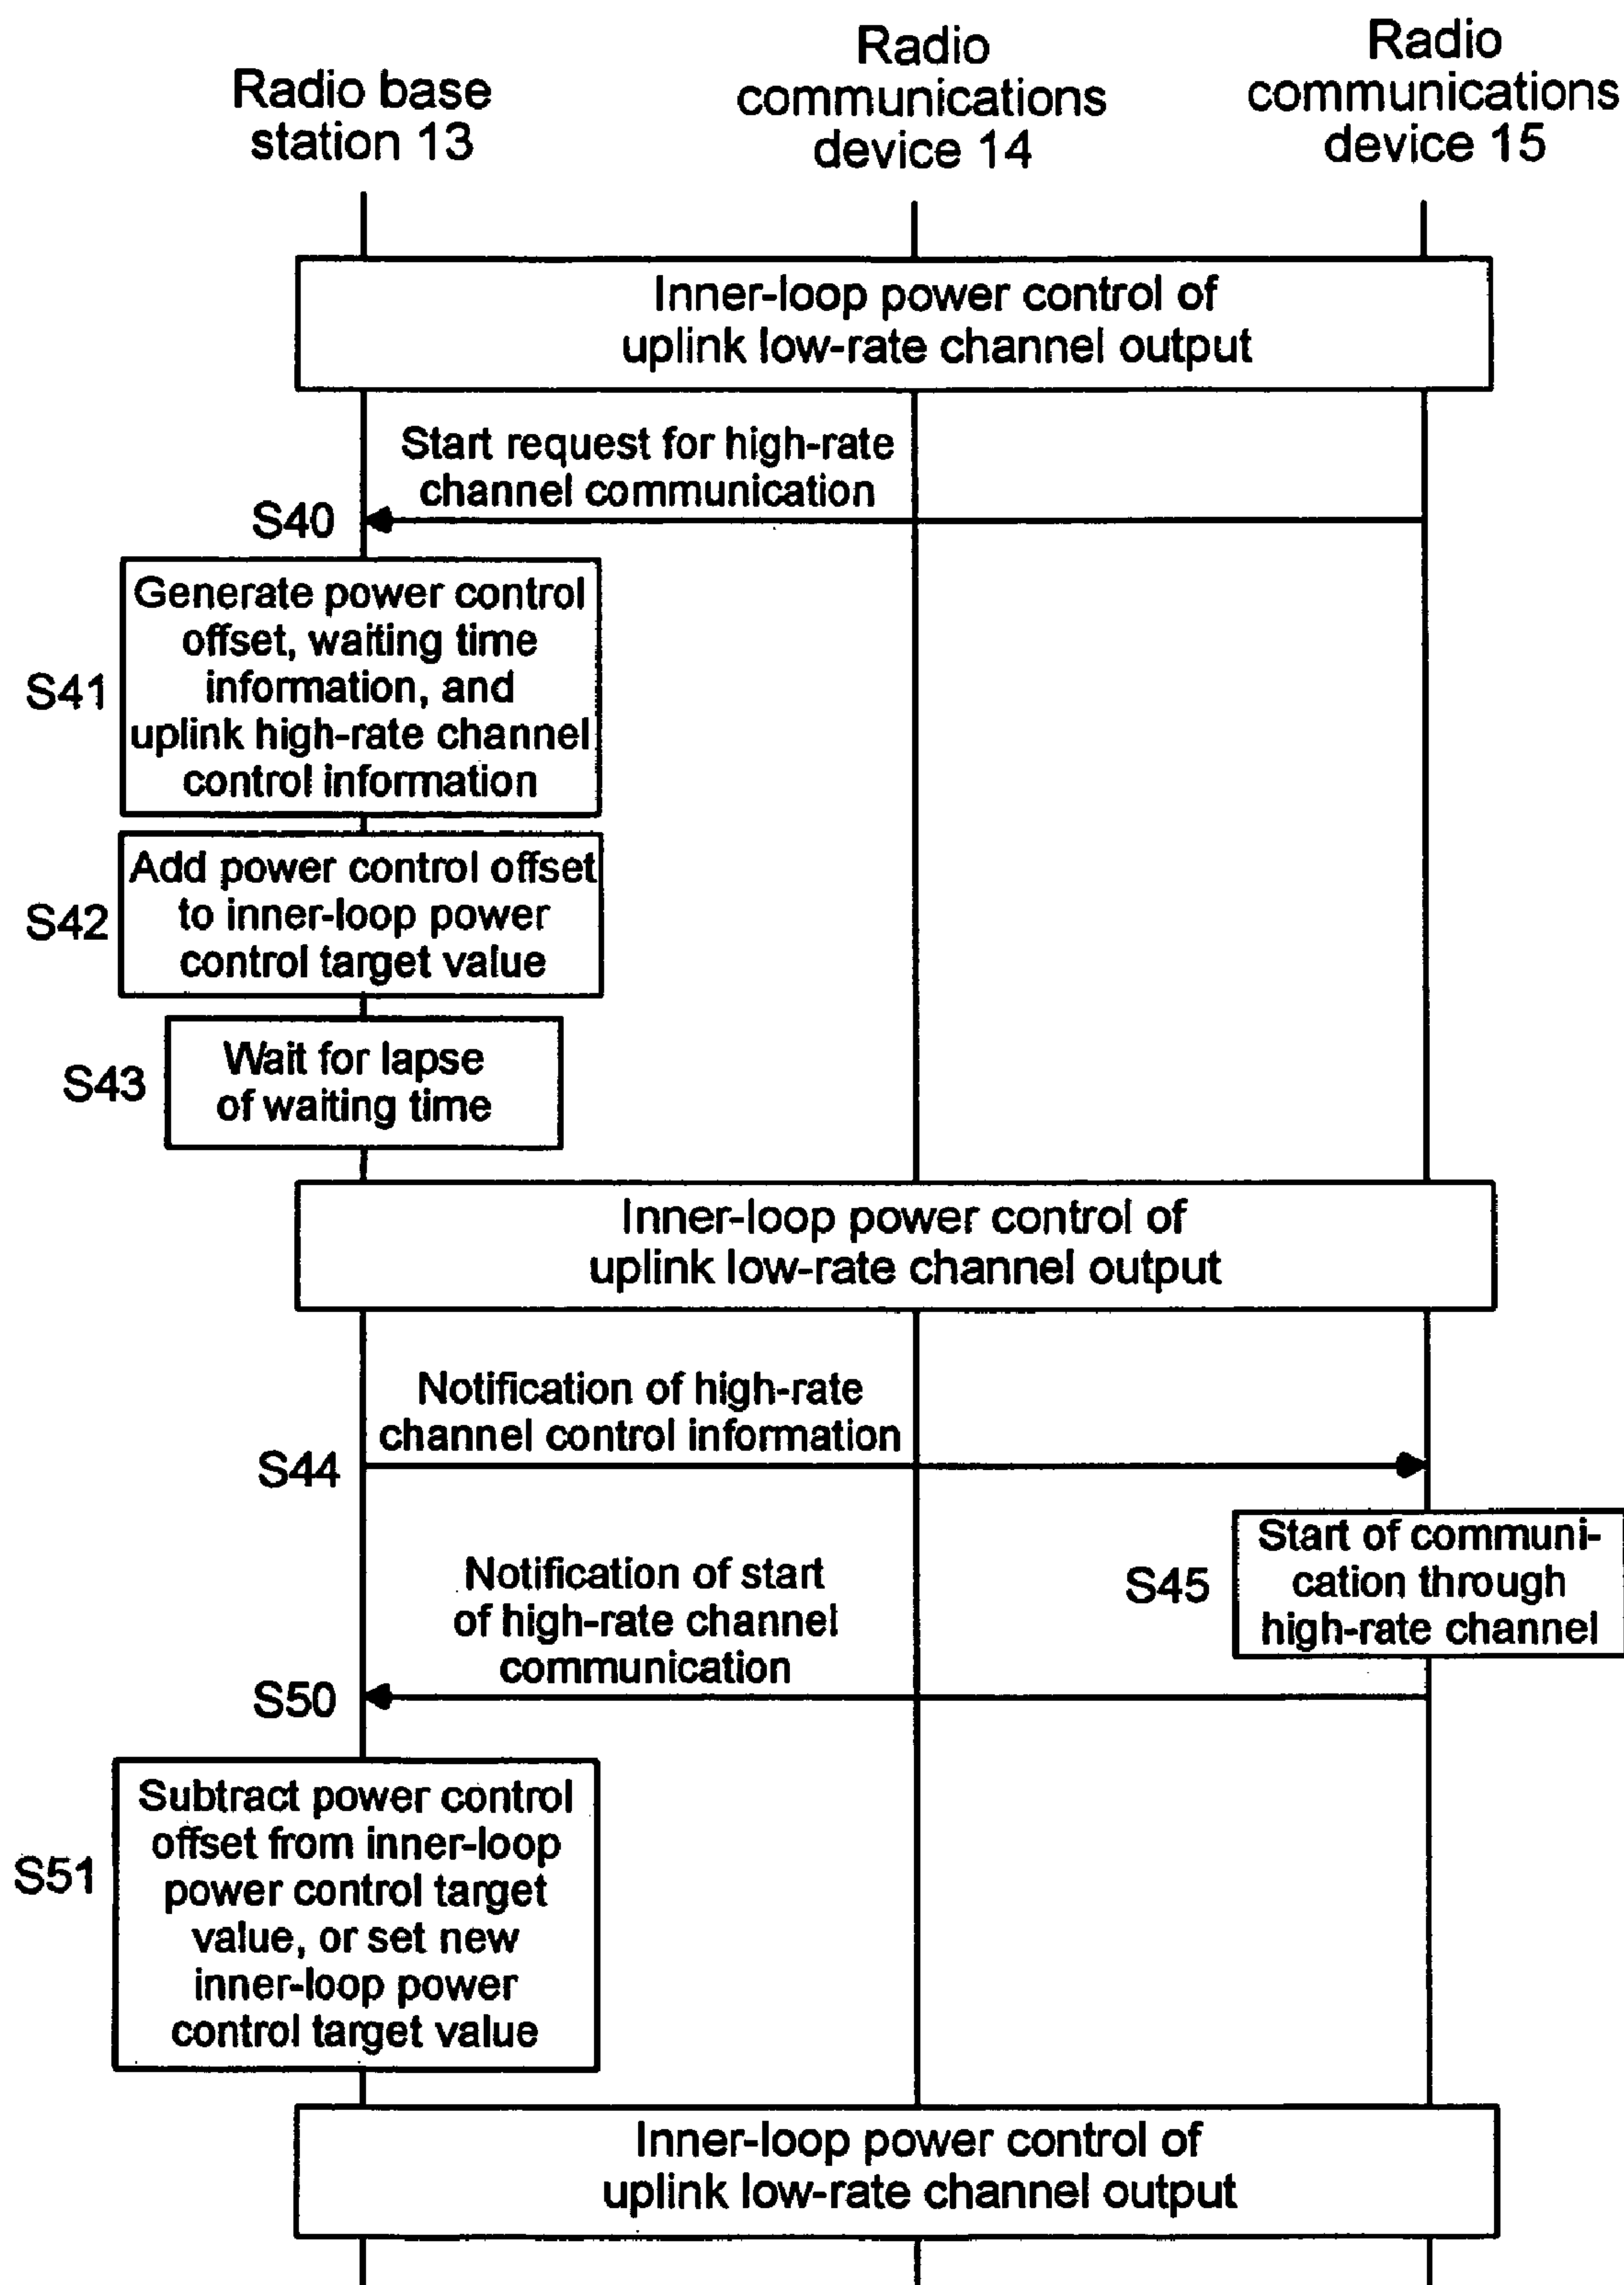 Radio base
station 13
Radio
communications
device 14
Radio
communications
device 15
Inner-loop power control of
uplink low-rate channel output
Start request for high-rate
channel communication
S40
Generate power control
offset, waiting time
information, and
uplink high-rate channel
control information
S41
Add power control offset
to inner-loop power
control target value
S42
Wait for lapse
of waiting time
S43
Inner-loop power control of
uplink low-rate channel output
Notification of high-rate
channel control information
S44
Start of communi-
cation through
high-rate channel
S45
Notification of start
of high-rate channel
communication
S50
Subtract power control
offset from inner-loop
power control target
value, or set new
inner-loop power
control target value
S51
Inner-loop power control of
uplink low-rate channel output